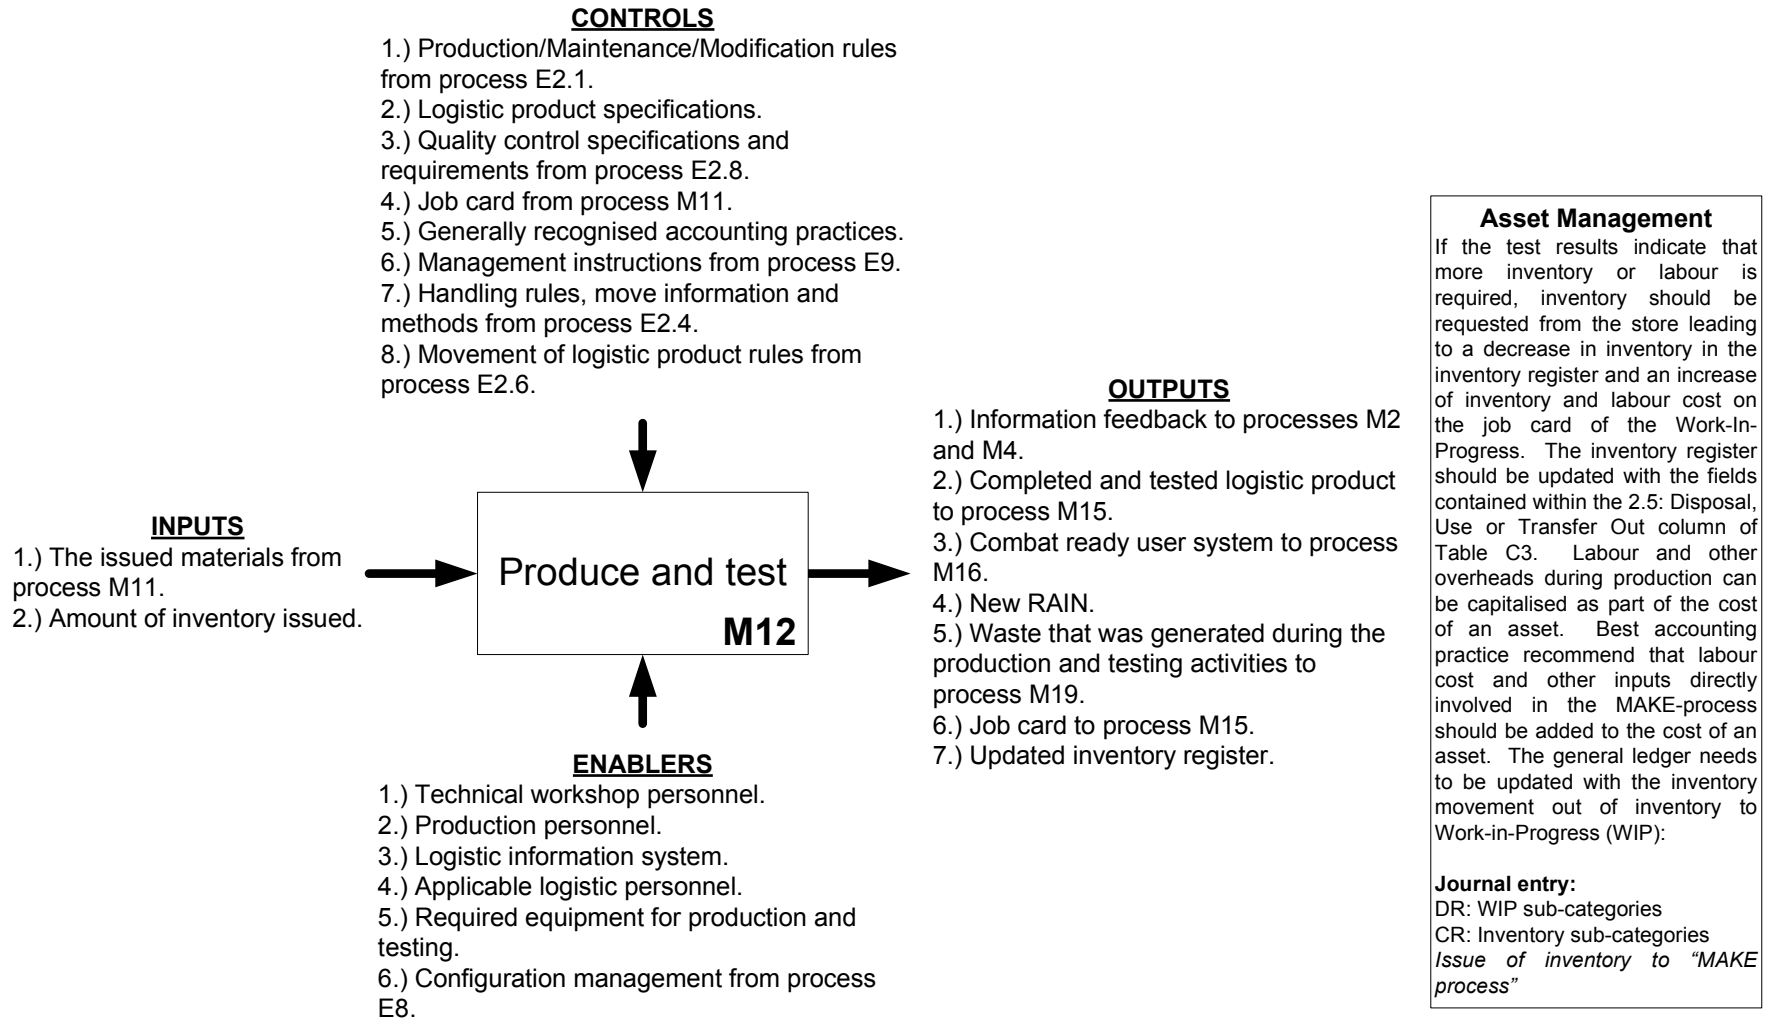 CONTROLS
1.) Production/Maintenance/Modification rules
from process E2.1.
2.) Logistic product specifications.
3.) Quality control specifications and
requirements from process E2.8.
4.) Job card from process M11.
5.) Generally recognised accounting practices.
6.) Management instructions from process E9.
7.) Handling rules, move information and
methods from process E2.4.
8.) Movement of logistic product rules from
process E2.6.
INPUTS
1.) The issued materials from
process M11.
2.) Amount of inventory issued.
Produce and test
M12
ENABLERS
1.) Technical workshop personnel.
2.) Production personnel.
3.) Logistic information system.
4.) Applicable logistic personnel.
5.) Required equipment for production and
testing.
6.) Configuration management from process
E8.
OUTPUTS
1.) Information feedback to processes M2
and M4.
2.) Completed and tested logistic product
to process M15.
3.) Combat ready user system to process
M16.
4.) New RAIN.
5.) Waste that was generated during the
production and testing activities to
process M19.
6.) Job card to process M15.
7.) Updated inventory register.
Asset Management
If the test results indicate that
more inventory or labour is
required, inventory should be
requested from the store leading
to a decrease in inventory in the
inventory register and an increase
of inventory and labour cost on
the job card of the Work-In-
Progress. The inventory register
should be updated with the fields
contained within the 2.5: Disposal,
Use or Transfer Out column of
Table C3. Labour and other
overheads during production can
be capitalised as part of the cost
of an asset. Best accounting
practice recommend that labour
cost and other inputs directly
involved in the MAKE-process
should be added to the cost of an
asset. The general ledger needs
to be updated with the inventory
movement out of inventory to
Work-in-Progress (WIP):
Journal entry:
DR: WIP sub-categories
CR: Inventory sub-categories
Issue of inventory to “MAKE
process”